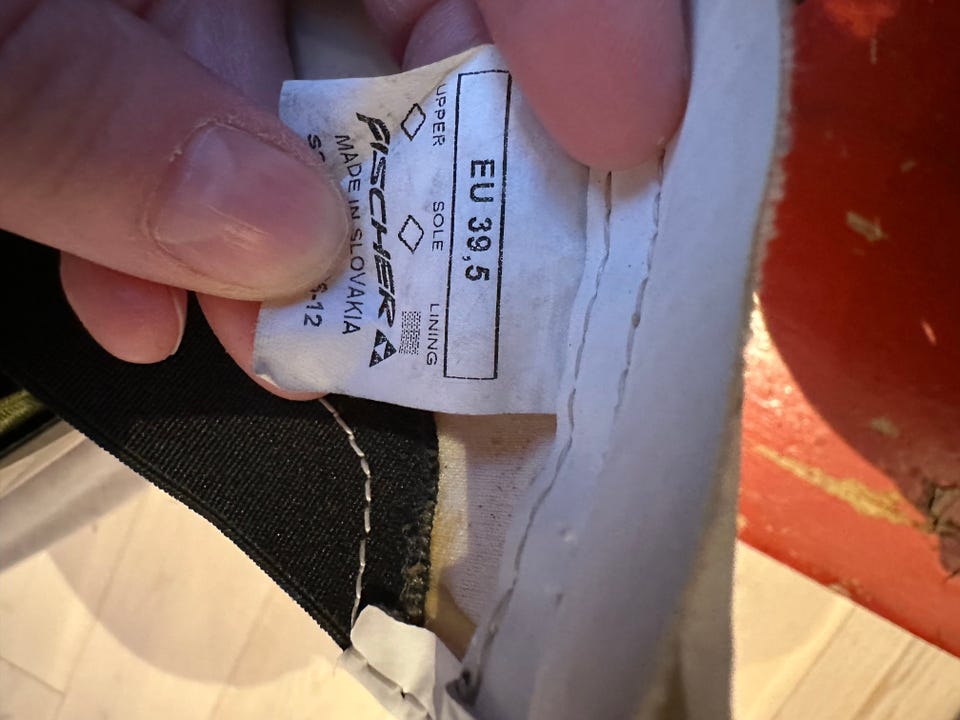 EU 39,5
UPPER SOLE LINING
FISCHER
MADE IN SLOVAKIA